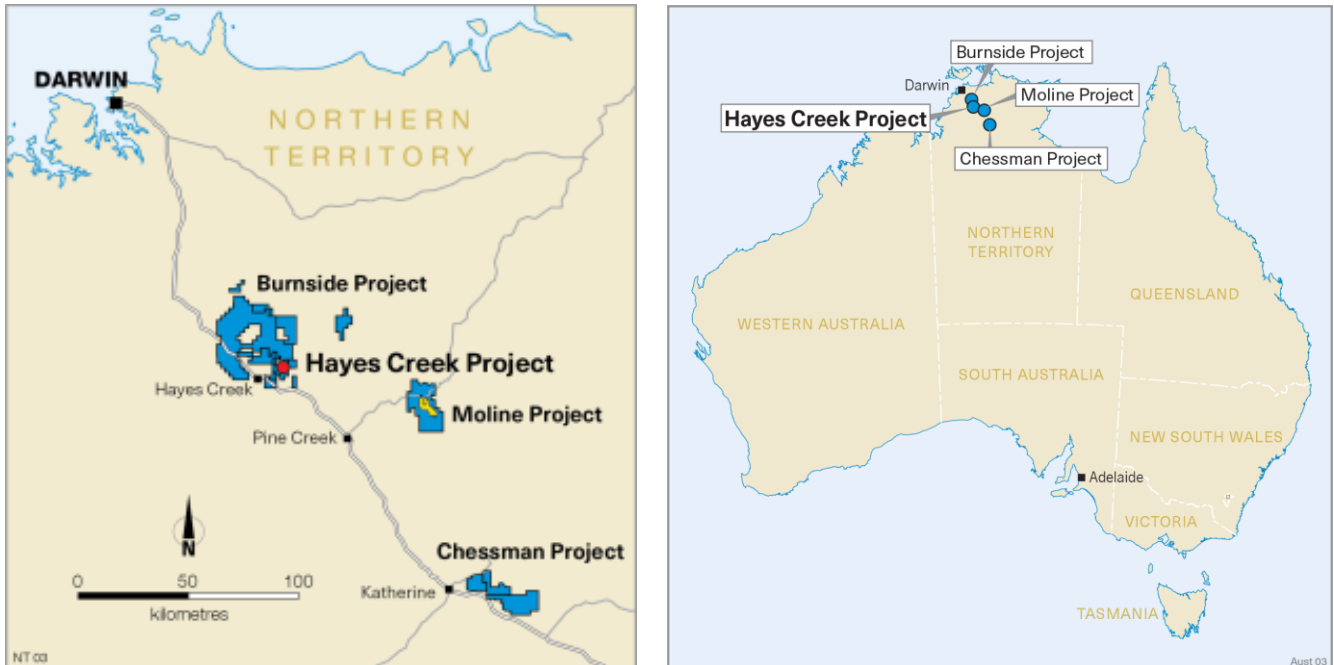 DARWIN
NORTHERN
TERRITORY
Burnside Project
Hayes Creek Project
Hayes Creek
Moline Project
Pine Creek
N
Chessman Project
0 50 100
kilometres
Katherine
NT 03
Burnside Project
Darwin
Moline Project
Hayes Creek Project
Chessman Project
NORTHERN
TERRITORY
QUEENSLAND
WESTERN AUSTRALIA
SOUTH AUSTRALIA
NEW SOUTH WALES
Adelaide
VICTORIA
TASMANIA
Aust 03